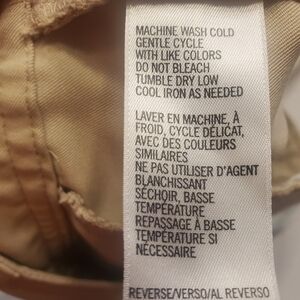 MACHINE WASH COLD
GENTLE CYCLE
WITH LIKE COLORS
DO NOT BLEACH
TUMBLE DRY LOW
COOL IRON AS NEEDED
LAVER EN MACHINE, À
FROID, CYCLE DÉLICAT,
AVEC DES COULEURS
SIMILAIRES
NE PAS UTILISER D'AGENT
BLANCHISSANT
SÉCHOIR, BASSE
TEMPÉRATURE
REPASSAGE À BASSE
TEMPÉRATURE SI
NÉCESSAIRE
REVERSE/VERSO/AL REVERSO